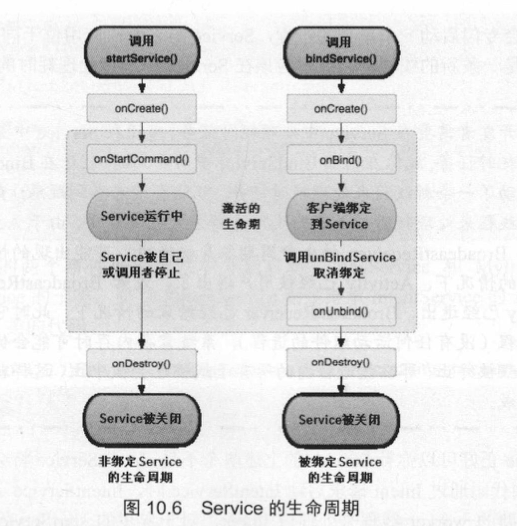 调用
startService()
onCreate()
onStartCommand()
Service运行中
Service被自己
或调用者停止
onDestroy()
Service被关闭
非绑定Service
的生命周期
激活的
生命期
调用
bindService()
onCreate()
onBind()
客户端绑定
到Service
调用unBindService
取消绑定
onUnbind()
onDestroy()
Service被关闭
被绑定Service
的生命周期
图 10.6 Service 的生命周期